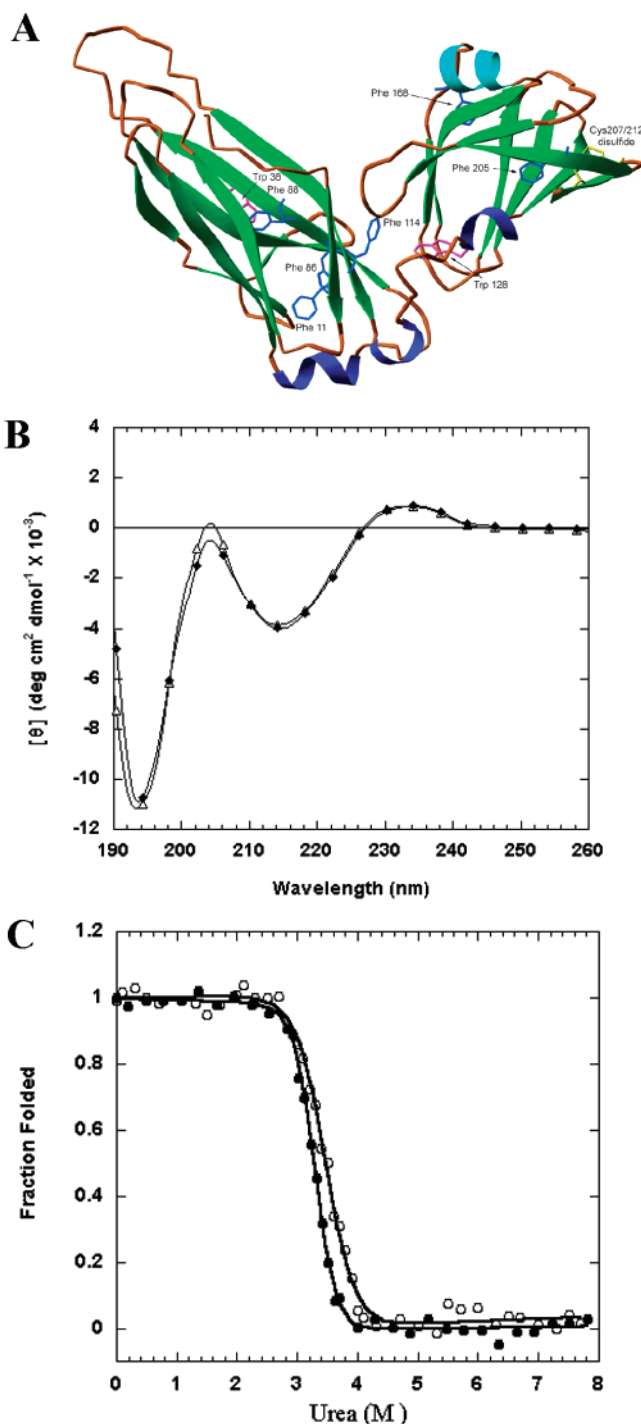 A
Phe 168
Cys207/212
disulfide
Trp 36
Phe 88
Phe 205
Phe 114
Phe 86
Trp 128
Phe 11
B
[θ] (deg cm² dmol⁻¹ X 10⁻³)
4
2
0
-2
-4
-6
-8
-10
-12
190 200 210 220 230 240 250 260
Wavelength (nm)
C
Fraction Folded
1.2
1
0.8
0.6
0.4
0.2
0
0 1 2 3 4 5 6 7 8
Urea (M )